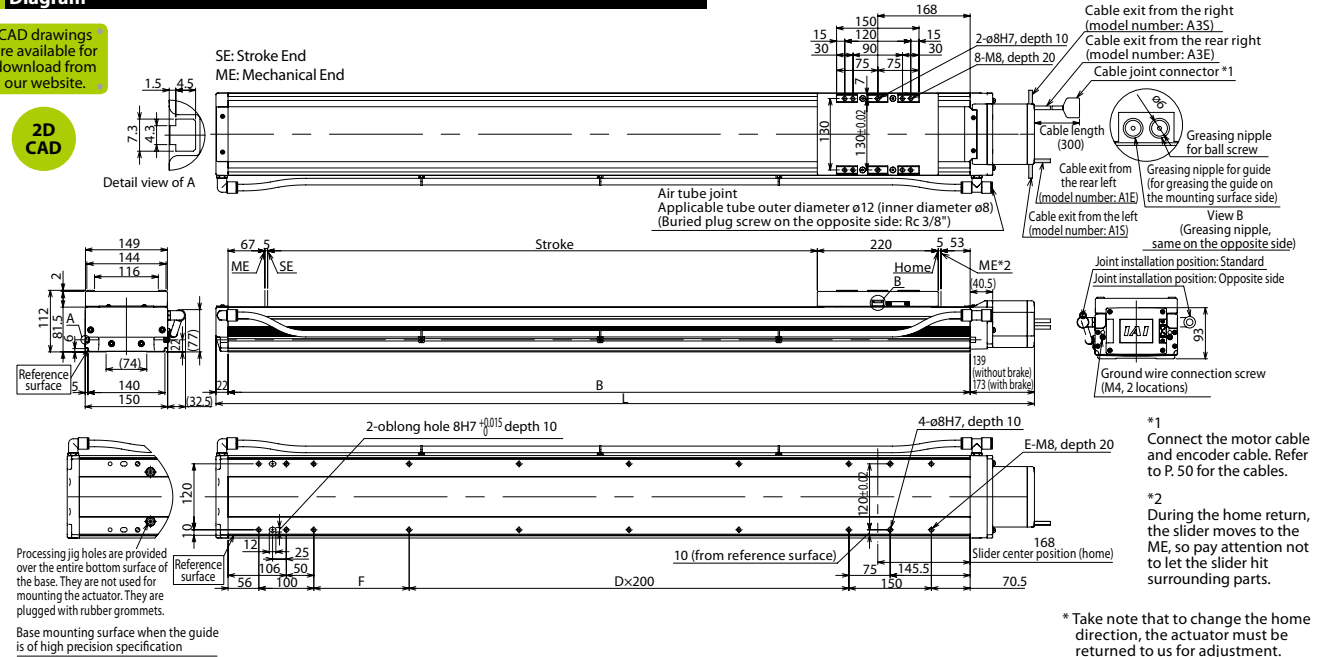 Diagram
CAD drawings
are available for
download from
our website.
2D
CAD
SE: Stroke End
ME: Mechanical End
1.5
4.5
7.3
4.3
Detail view of A
168
150
15
120
15
30
90
30
75
75
7
130
130±0.02
2-ø8H7, depth 10
8-M8, depth 20
Cable exit from the right
(model number: A3S)
Cable exit from the rear right
(model number: A3E)
Cable joint connector *1
Cable length
(300)
ø6
Greasing nipple
for ball screw
Greasing nipple for guide
(for greasing the guide on
the mounting surface side)
View B
(Greasing nipple,
same on the opposite side)
Cable exit from
the rear left
(model number: A1E)
Cable exit from the left
(model number: A1S)
Air tube joint
Applicable tube outer diameter ø12 (inner diameter ø8)
(Buried plug screw on the opposite side: Rc 3/8")
149
144
116
2
112
81.5
A
6
(74)
Reference
surface
5
140
150
(32.5)
22
(77)
67
5
Stroke
220
5
53
ME
SE
Home
ME*2
B
(40.5)
22
B
L
139
(without brake)
173 (with brake)
Joint installation position: Standard
Joint installation position: Opposite side
IAI
93
Ground wire connection screw
(M4, 2 locations)
2-oblong hole 8H7 +0.015 0 depth 10
4-ø8H7, depth 10
E-M8, depth 20
120
10
120±0.02
12
25
106
50
56
100
F
D×200
10 (from reference surface)
75
145.5
150
70.5
168
Slider center position (home)
Reference
surface
Processing jig holes are provided
over the entire bottom surface of
the base. They are not used for
mounting the actuator. They are
plugged with rubber grommets.
Base mounting surface when the guide
is of high precision specification
*1
Connect the motor cable
and encoder cable. Refer
to P. 50 for the cables.
*2
During the home return,
the slider moves to the
ME, so pay attention not
to let the slider hit
surrounding parts.
* Take note that to change the home
direction, the actuator must be
returned to us for adjustment.